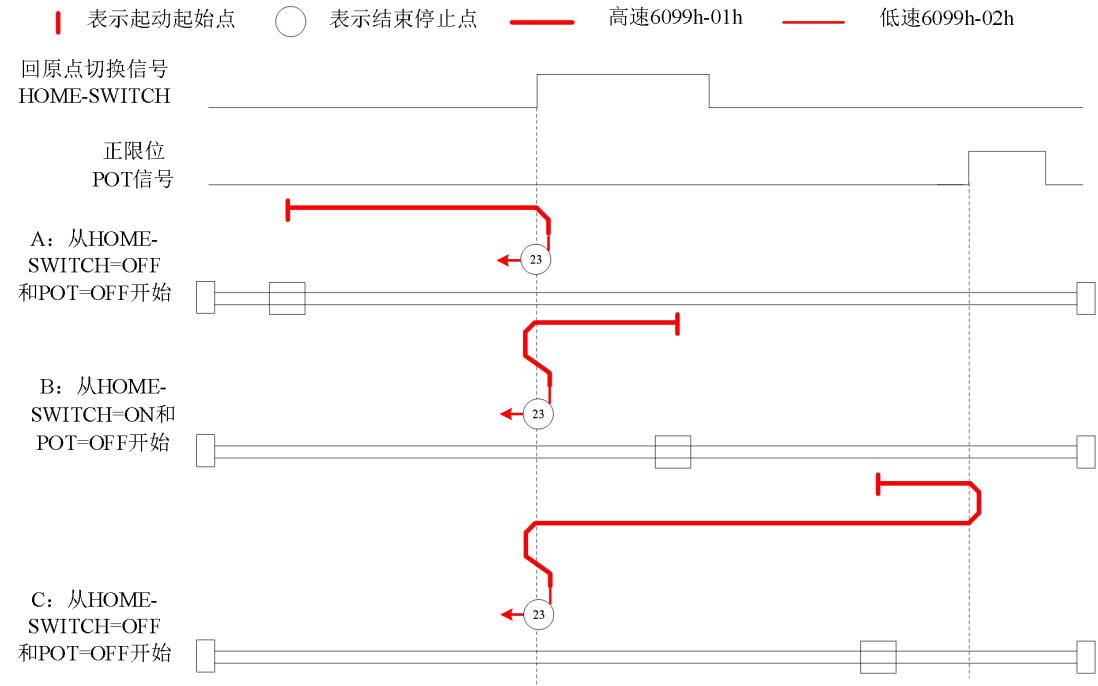 表示起动起始点 表示结束停止点 高速6099h-01h 低速6099h-02h
回原点切换信号
HOME-SWITCH
正限位
POT信号
A：从HOME-
SWITCH=OFF
和POT=OFF开始
23
B：从HOME-
SWITCH=ON和
POT=OFF开始
23
C：从HOME-
SWITCH=OFF
和POT=OFF开始
23